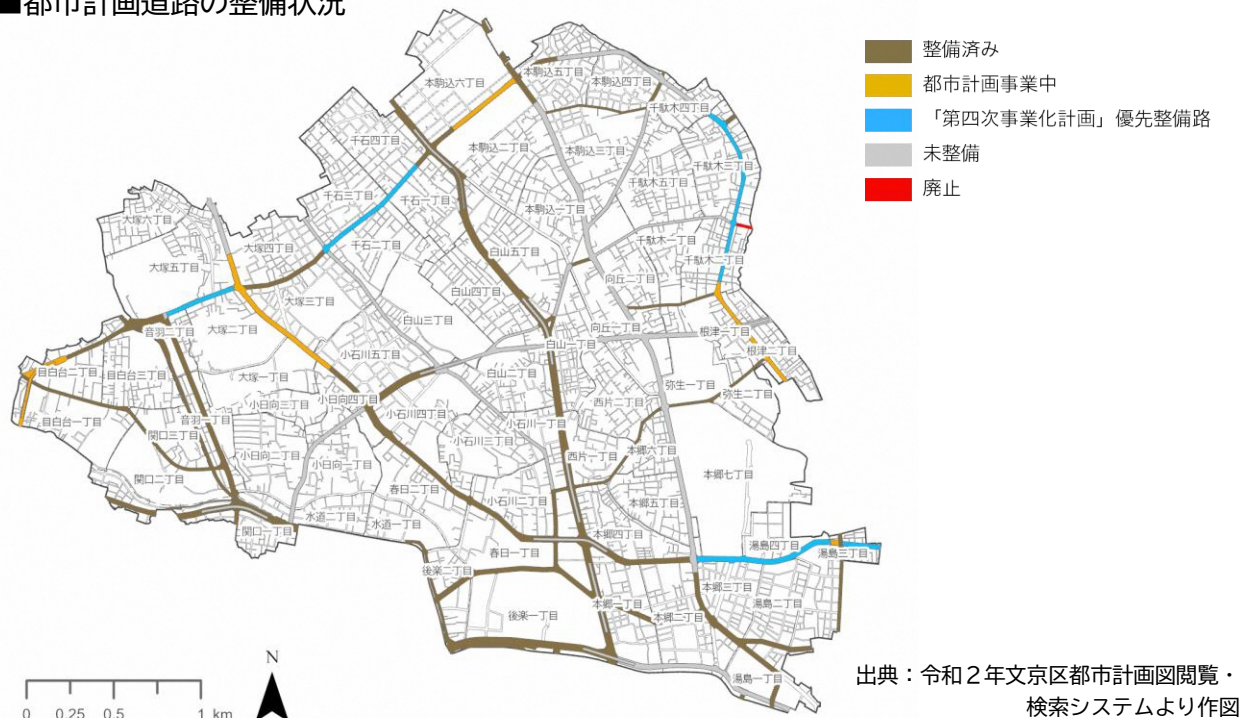 ■都市計画道路の整備状況
整備済み
都市計画事業中
「第四次事業化計画」優先整備路
未整備
廃止
本駒込六丁目
本駒込五丁目
本駒込四丁目
千駄木四丁目
千石四丁目
本駒込二丁目
本駒込三丁目
千駄木三丁目
千駄木五丁目
千石三丁目
千石一丁目
本駒込一丁目
大塚六丁目
大塚四丁目
千石二丁目
白山五丁目
千駄木一丁目
千駄木二丁目
大塚五丁目
向丘二丁目
大塚三丁目
白山四丁目
白山三丁目
向丘一丁目
根津一丁目
音羽二丁目
大塚二丁目
白山一丁目
根津二丁目
小石川五丁目
目白台二丁目
目白台三丁目
大塚一丁目
白山二丁目
弥生一丁目
弥生二丁目
小日向三丁目
小日向四丁目
西片二丁目
小石川四丁目
目白台一丁目
音羽一丁目
小石川一丁目
関口三丁目
小石川三丁目
本郷六丁目
西片一丁目
小日向二丁目
小日向一丁目
本郷七丁目
関口二丁目
春日二丁目
小石川二丁目
本郷五丁目
水道二丁目
水道一丁目
関口一丁目
本郷四丁目
湯島四丁目
湯島三丁目
春日一丁目
後楽二丁目
本郷三丁目
本郷一丁目
湯島二丁目
後楽一丁目
本郷二丁目
湯島一丁目
N
0 0.25 0.5 1 km
出典：令和２年文京区都市計画図閲覧・
検索システムより作図